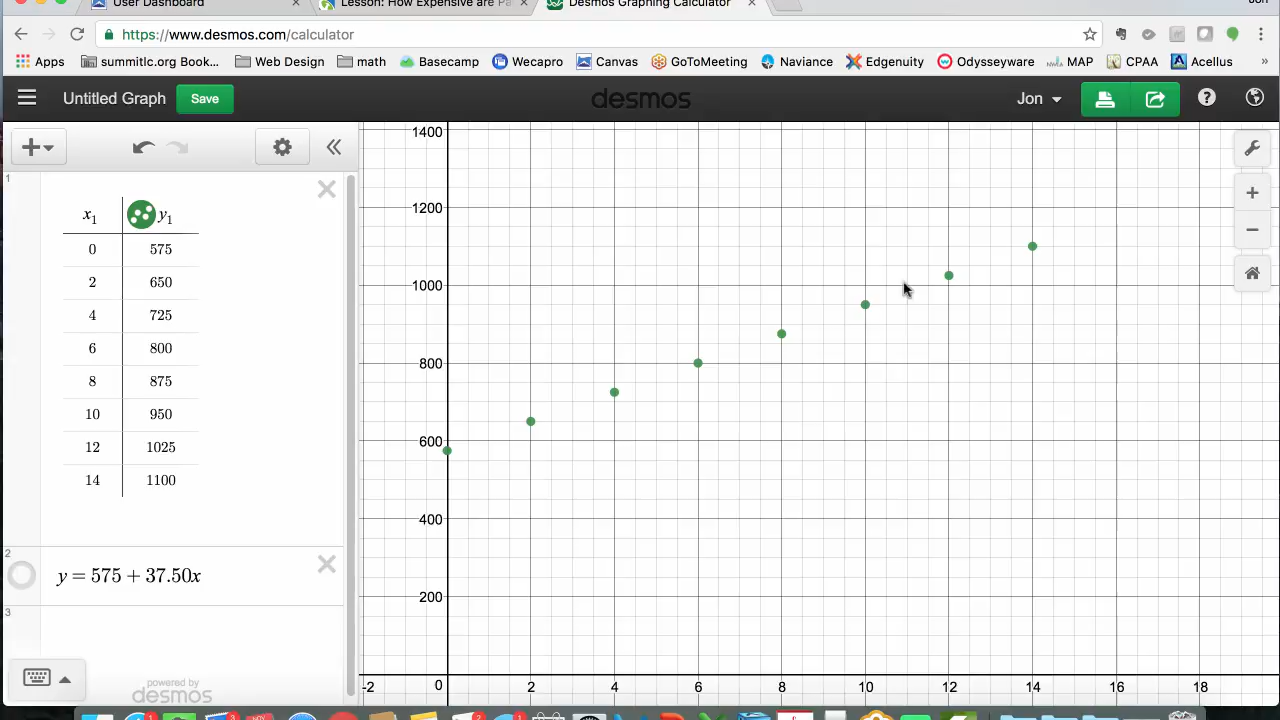 User Dashboard
Lesson: How Expensive are Pa
Desmos Graphing Calculator
Jon
https://www.desmos.com/calculator
Apps summitlc.org Book... Web Design math Basecamp Wecapro Canvas GoToMeeting Naviance Edgenuity Odysseyware MAP CPAA Acellus »
Untitled Graph Save desmos Jon ?
1
x1 y1
0 575
2 650
4 725
6 800
8 875
10 950
12 1025
14 1100
2
y = 575 + 37.50x
3
powered by
desmos
1400
1200
1000
800
600
400
200
-2 0 2 4 6 8 10 12 14 16 18